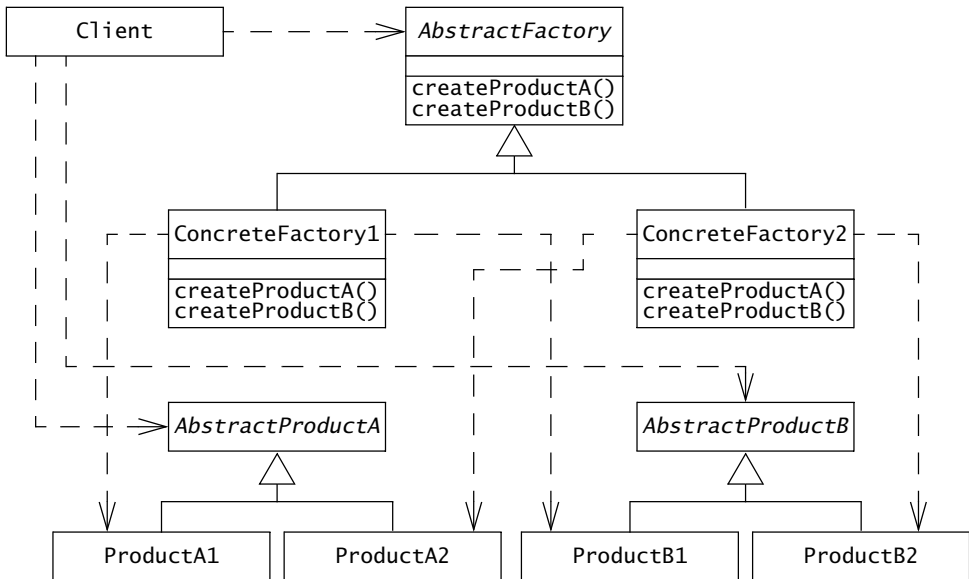 Client
AbstractFactory
createProductA()
createProductB()
ConcreteFactory1
createProductA()
createProductB()
ConcreteFactory2
createProductA()
createProductB()
AbstractProductA
AbstractProductB
ProductA1
ProductA2
ProductB1
ProductB2